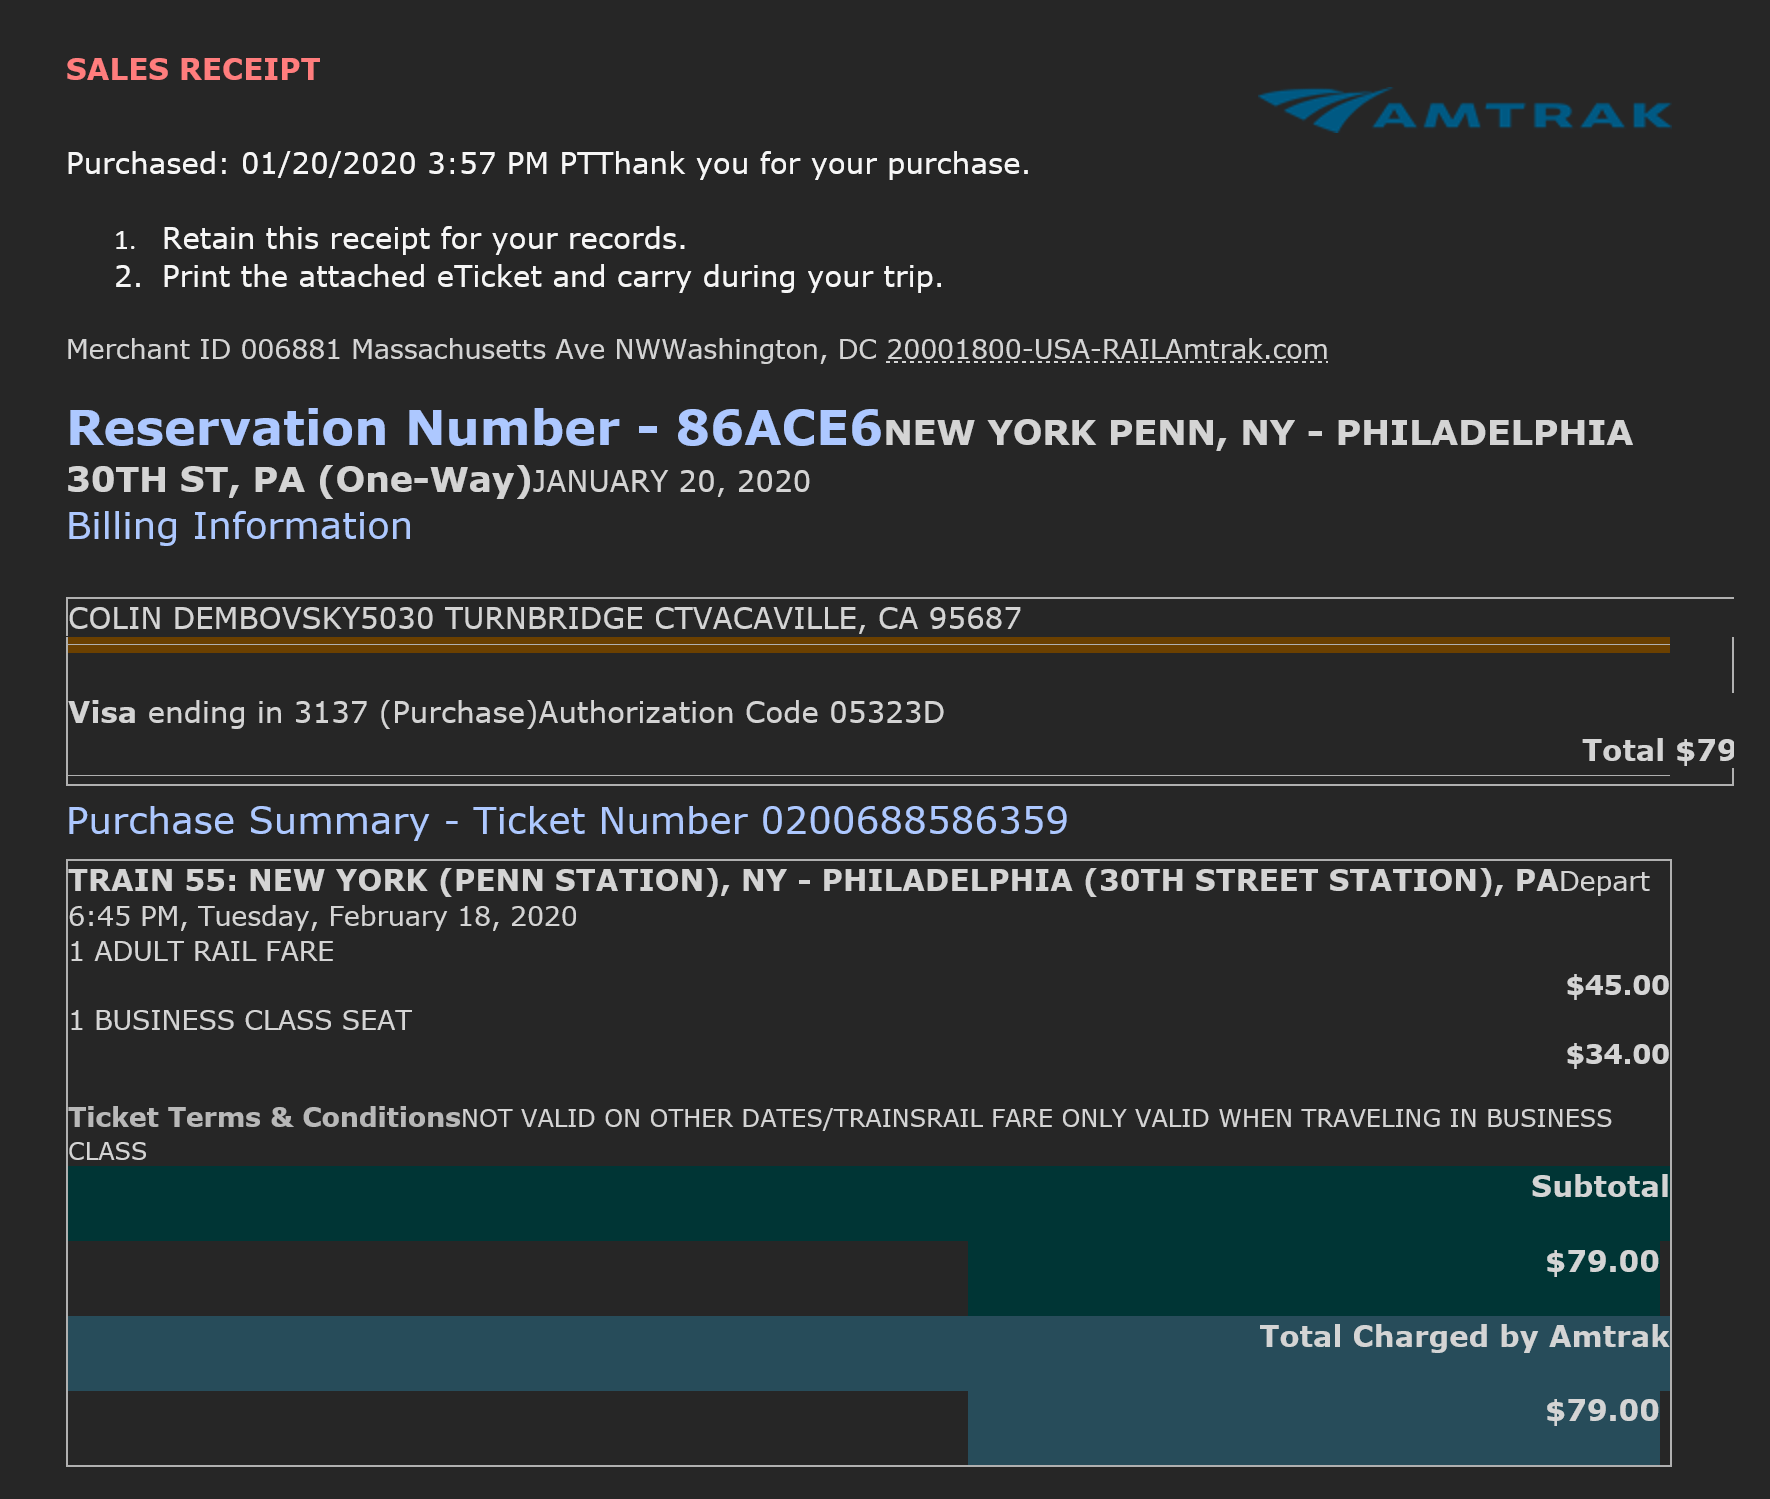 SALES RECEIPT
AMTRAK
Purchased: 01/20/2020 3:57 PM PTThank you for your purchase.
1. Retain this receipt for your records.
2. Print the attached eTicket and carry during your trip.
Merchant ID 006881 Massachusetts Ave NWWashington, DC 20001800-USA-RAILAmtrak.com
Reservation Number - 86ACE6NEW YORK PENN, NY - PHILADELPHIA
30TH ST, PA (One-Way)JANUARY 20, 2020
Billing Information
COLIN DEMBOVSKY5030 TURNBRIDGE CTVACAVILLE, CA 95687
Visa ending in 3137 (Purchase)Authorization Code 05323D
Total $79
Purchase Summary - Ticket Number 0200688586359
TRAIN 55: NEW YORK (PENN STATION), NY - PHILADELPHIA (30TH STREET STATION), PADepart
6:45 PM, Tuesday, February 18, 2020
1 ADULT RAIL FARE
$45.00
1 BUSINESS CLASS SEAT
$34.00
Ticket Terms & ConditionsNOT VALID ON OTHER DATES/TRAINSRAIL FARE ONLY VALID WHEN TRAVELING IN BUSINESS
CLASS
Subtotal
$79.00
Total Charged by Amtrak
$79.00